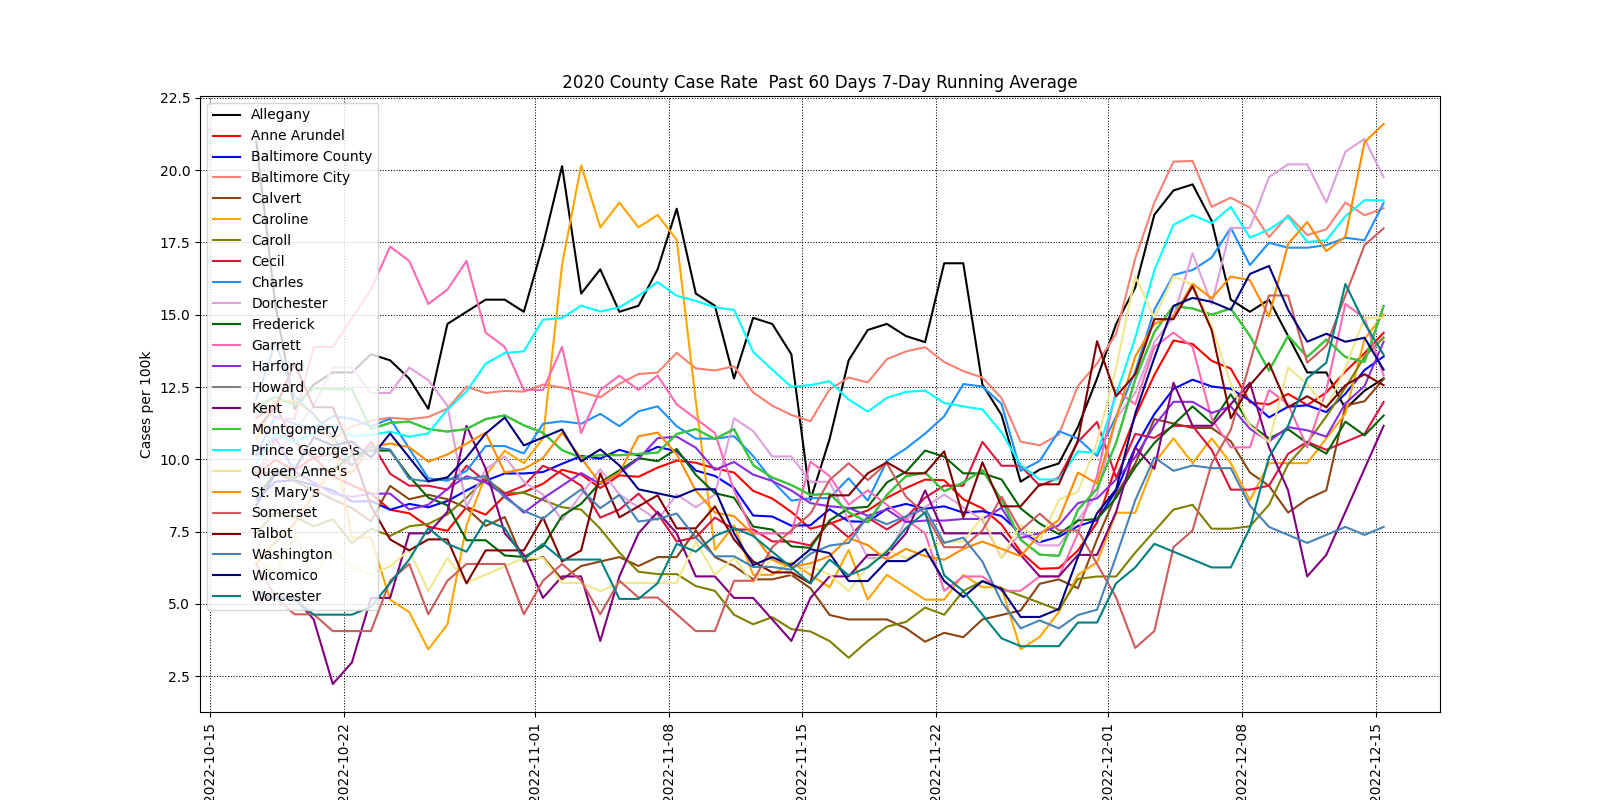 2020 County Case Rate  Past 60 Days 7-Day Running Average
Cases per 100k
22.5
20.0
17.5
15.0
12.5
10.0
7.5
5.0
2.5
Allegany
Anne Arundel
Baltimore County
Baltimore City
Calvert
Caroline
Caroll
Cecil
Charles
Dorchester
Frederick
Garrett
Harford
Howard
Kent
Montgomery
Prince George's
Queen Anne's
St. Mary's
Somerset
Talbot
Washington
Wicomico
Worcester
2022-10-15
2022-10-22
2022-11-01
2022-11-08
2022-11-15
2022-11-22
2022-12-01
2022-12-08
2022-12-15